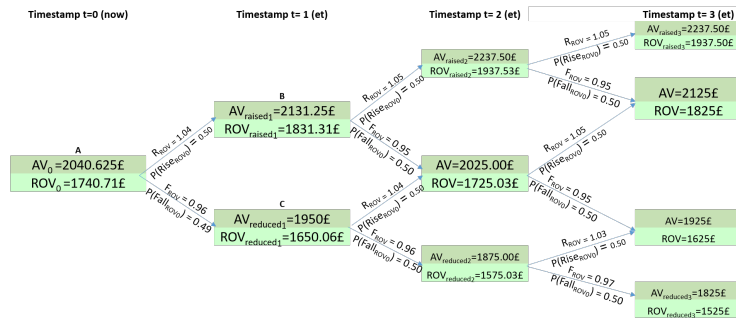 Timestamp t=0 (now)
Timestamp t= 1 (et)
Timestamp t= 2 (et)
Timestamp t= 3 (et)
A
AV0 =2040.625£
ROV0 =1740.71£
RROV = 1.04
P(RiseROV0) = 0.50
FROV = 0.96
P(FallROV0) = 0.49
B
AVraised1=2131.25£
ROVraised1=1831.31£
C
AVreduced1=1950£
ROVreduced1=1650.06£
RROV = 1.05
P(RiseROV0) = 0.50
FROV = 0.95
P(FallROV0) = 0.50
RROV = 1.04
P(RiseROV0) = 0.50
FROV = 0.96
P(FallROV0) = 0.50
AVraised2=2237.50£
ROVraised2=1937.53£
AV=2025.00£
ROV=1725.03£
AVreduced2=1875.00£
ROVreduced2=1575.03£
RROV = 1.05
P(RiseROV0) = 0.50
FROV = 0.95
P(FallROV0) = 0.50
RROV = 1.05
P(RiseROV0) = 0.50
FROV = 0.95
P(FallROV0) = 0.50
RROV = 1.03
P(RiseROV0) = 0.50
FROV = 0.97
P(FallROV0) = 0.50
AVraised3=2237.50£
ROVraised3=1937.50£
AV=2125£
ROV=1825£
AV=1925£
ROV=1625£
AVreduced3=1825£
ROVreduced3=1525£